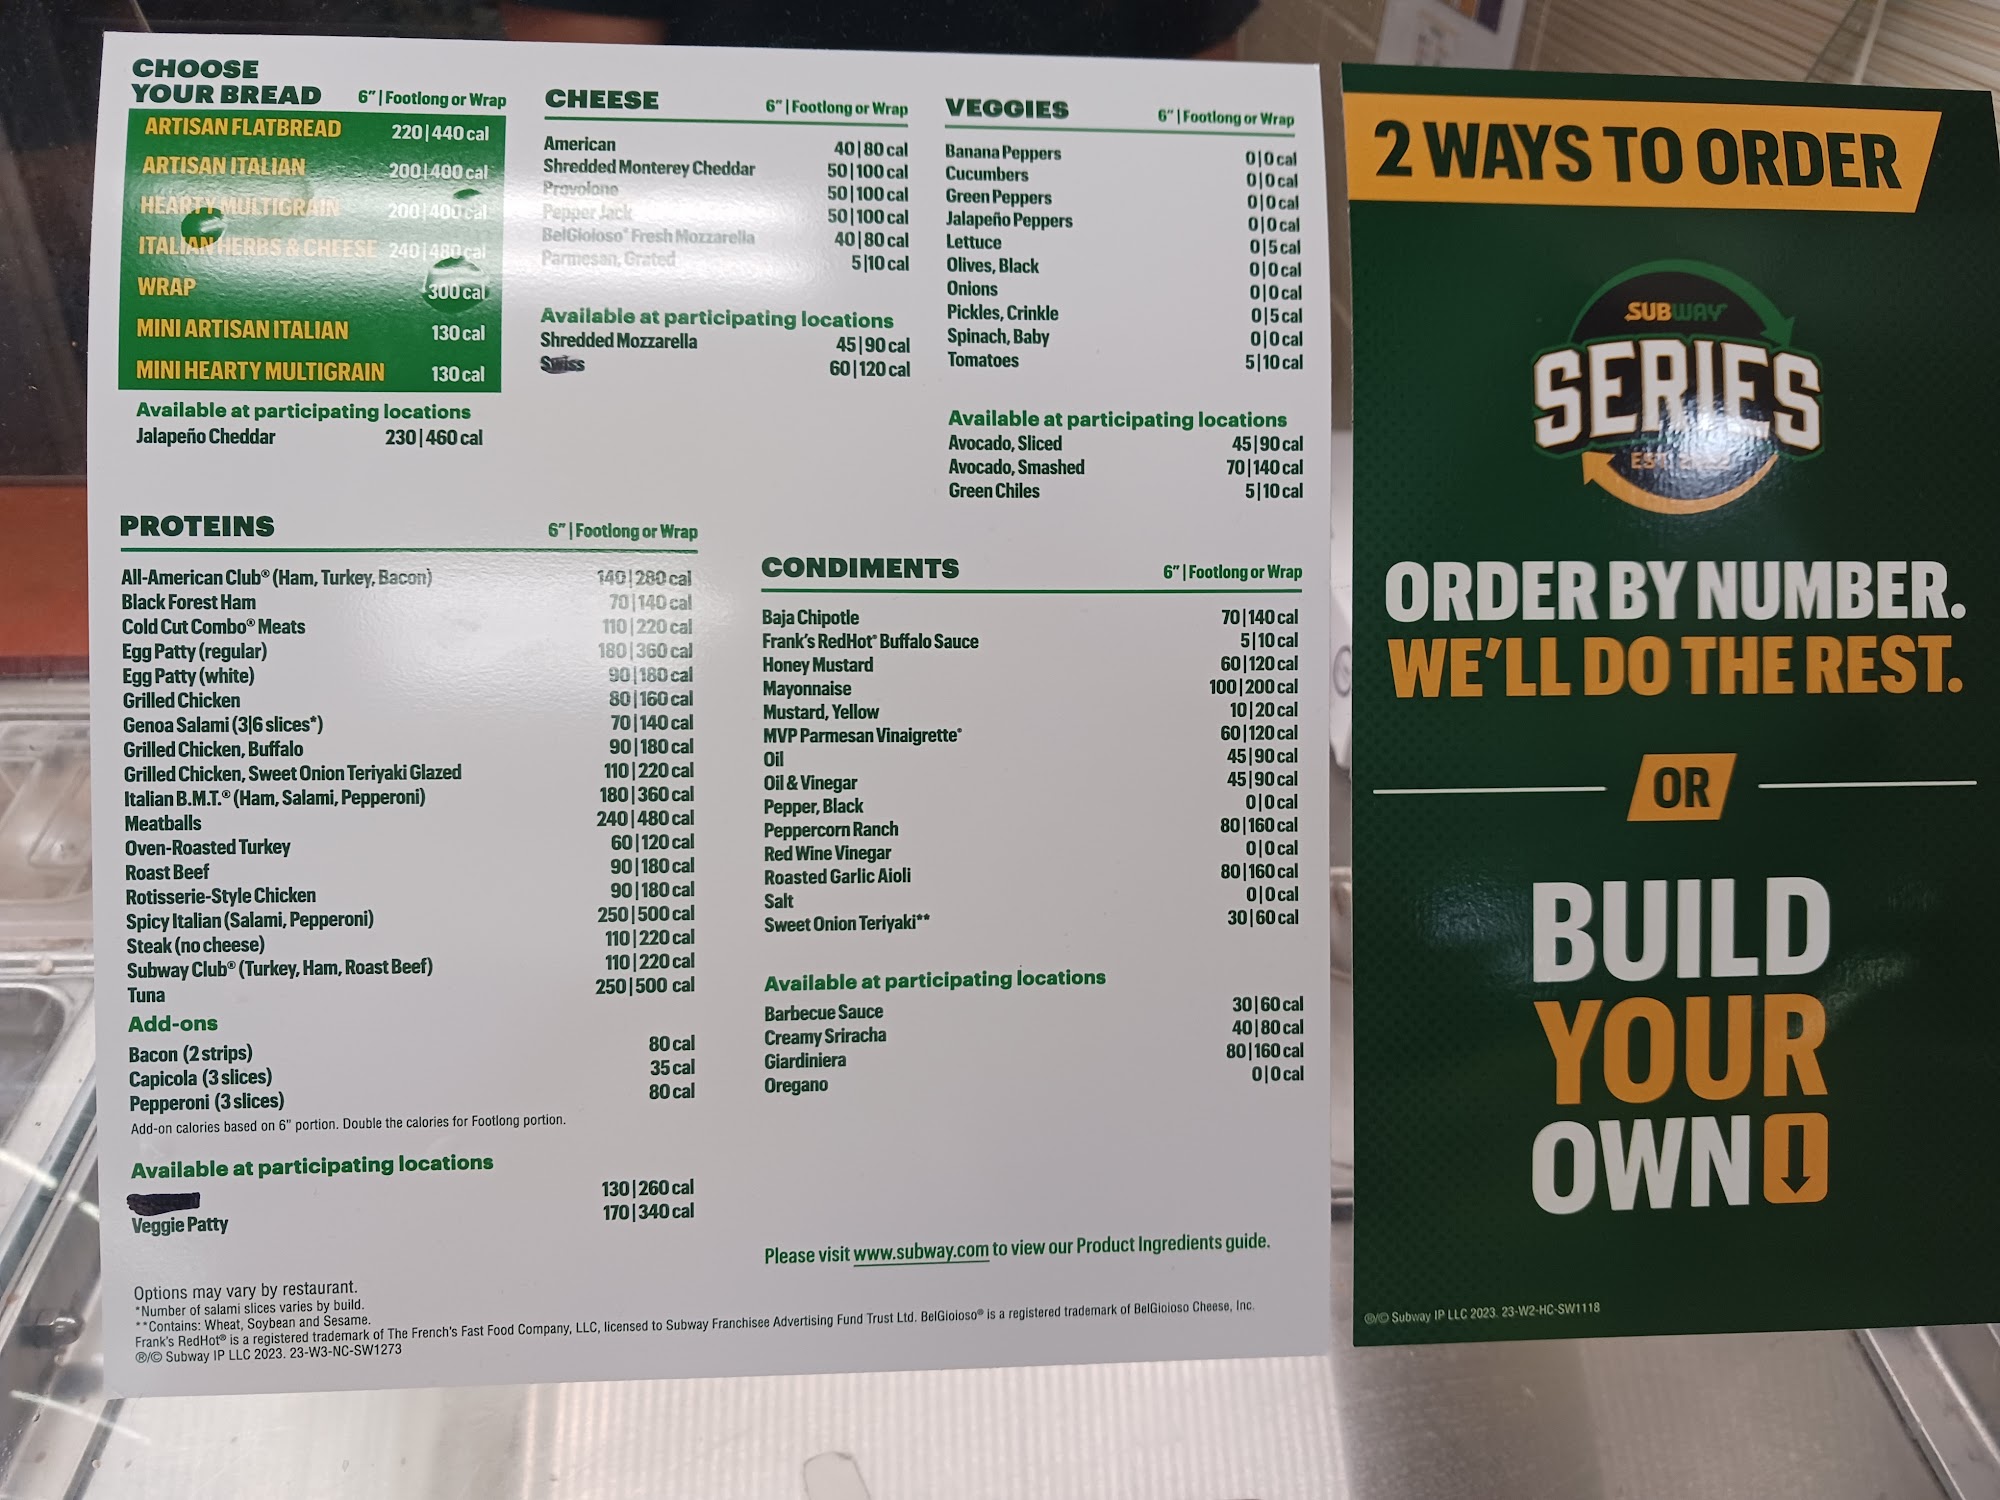 CHOOSE
YOUR BREAD 6" | Footlong or Wrap
ARTISAN FLATBREAD 220|440 cal
ARTISAN ITALIAN 200|400 cal
HEARTY MULTIGRAIN 200|400 cal
ITALIAN HERBS & CHEESE 240|480 cal
WRAP 300 cal
MINI ARTISAN ITALIAN 130 cal
MINI HEARTY MULTIGRAIN 130 cal
Available at participating locations
Jalapeño Cheddar 230|460 cal
CHEESE 6" | Footlong or Wrap
American 40|80 cal
Shredded Monterey Cheddar 50|100 cal
Provolone 50|100 cal
Pepper Jack 50|100 cal
BelGioioso® Fresh Mozzarella 40|80 cal
Parmesan, Grated 5|10 cal
Available at participating locations
Shredded Mozzarella 45|90 cal
Swiss 60|120 cal
VEGGIES 6" | Footlong or Wrap
Banana Peppers 0|0 cal
Cucumbers 0|0 cal
Green Peppers 0|0 cal
Jalapeño Peppers 0|0 cal
Lettuce 0|5 cal
Olives, Black 0|0 cal
Onions 0|0 cal
Pickles, Crinkle 0|5 cal
Spinach, Baby 0|0 cal
Tomatoes 5|10 cal
Available at participating locations
Avocado, Sliced 45|90 cal
Avocado, Smashed 70|140 cal
Green Chiles 5|10 cal
PROTEINS 6" | Footlong or Wrap
All-American Club® (Ham, Turkey, Bacon) 140|280 cal
Black Forest Ham 70|140 cal
Cold Cut Combo® Meats 110|220 cal
Egg Patty (regular) 180|360 cal
Egg Patty (white) 90|180 cal
Grilled Chicken 80|160 cal
Genoa Salami (3|6 slices*) 70|140 cal
Grilled Chicken, Buffalo 90|180 cal
Grilled Chicken, Sweet Onion Teriyaki Glazed 110|220 cal
Italian B.M.T.® (Ham, Salami, Pepperoni) 180|360 cal
Meatballs 240|480 cal
Oven-Roasted Turkey 60|120 cal
Roast Beef 90|180 cal
Rotisserie-Style Chicken 90|180 cal
Spicy Italian (Salami, Pepperoni) 250|500 cal
Steak (no cheese) 110|220 cal
Subway Club® (Turkey, Ham, Roast Beef) 110|220 cal
Tuna 250|500 cal
Add-ons
Bacon (2 strips) 80 cal
Capicola (3 slices) 35 cal
Pepperoni (3 slices) 80 cal
Add-on calories based on 6" portion. Double the calories for Footlong portion.
Available at participating locations
130|260 cal
Veggie Patty 170|340 cal
CONDIMENTS 6" | Footlong or Wrap
Baja Chipotle 70|140 cal
Frank's RedHot® Buffalo Sauce 5|10 cal
Honey Mustard 60|120 cal
Mayonnaise 100|200 cal
Mustard, Yellow 10|20 cal
MVP Parmesan Vinaigrette® 60|120 cal
Oil 45|90 cal
Oil & Vinegar 45|90 cal
Pepper, Black 0|0 cal
Peppercorn Ranch 80|160 cal
Red Wine Vinegar 0|0 cal
Roasted Garlic Aioli 80|160 cal
Salt 0|0 cal
Sweet Onion Teriyaki** 30|60 cal
Available at participating locations
Barbecue Sauce 30|60 cal
Creamy Sriracha 40|80 cal
Giardiniera 80|160 cal
Oregano 0|0 cal
Please visit www.subway.com to view our Product Ingredients guide.
Options may vary by restaurant.
*Number of salami slices varies by build.
**Contains: Wheat, Soybean and Sesame.
Frank's RedHot® is a registered trademark of The French's Fast Food Company, LLC, licensed to Subway Franchisee Advertising Fund Trust Ltd. BelGioioso® is a registered trademark of BelGioioso Cheese, Inc.
®/© Subway IP LLC 2023. 23-W3-NC-SW1273
2 WAYS TO ORDER
SUBWAY
SERIES
ORDER BY NUMBER.
WE'LL DO THE REST.
OR
BUILD
YOUR
OWN
®/© Subway IP LLC 2023. 23-W2-HC-SW1118